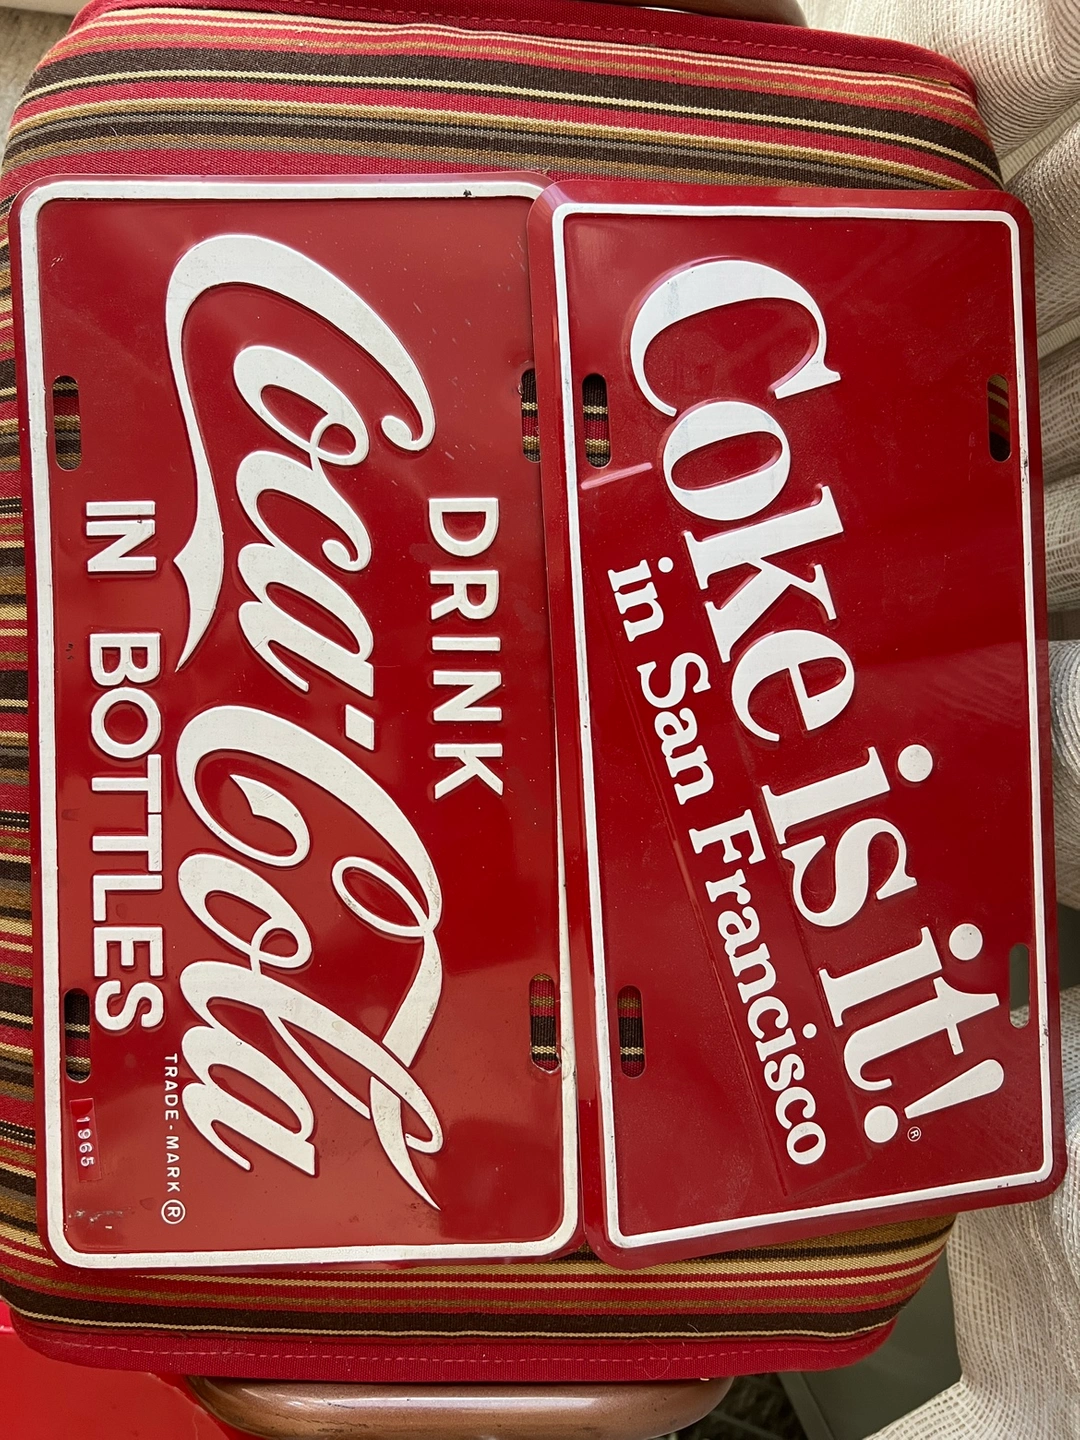 Coke is it!®
in San Francisco
DRINK
Coca-Cola
TRADE-MARK®
IN BOTTLES
1965